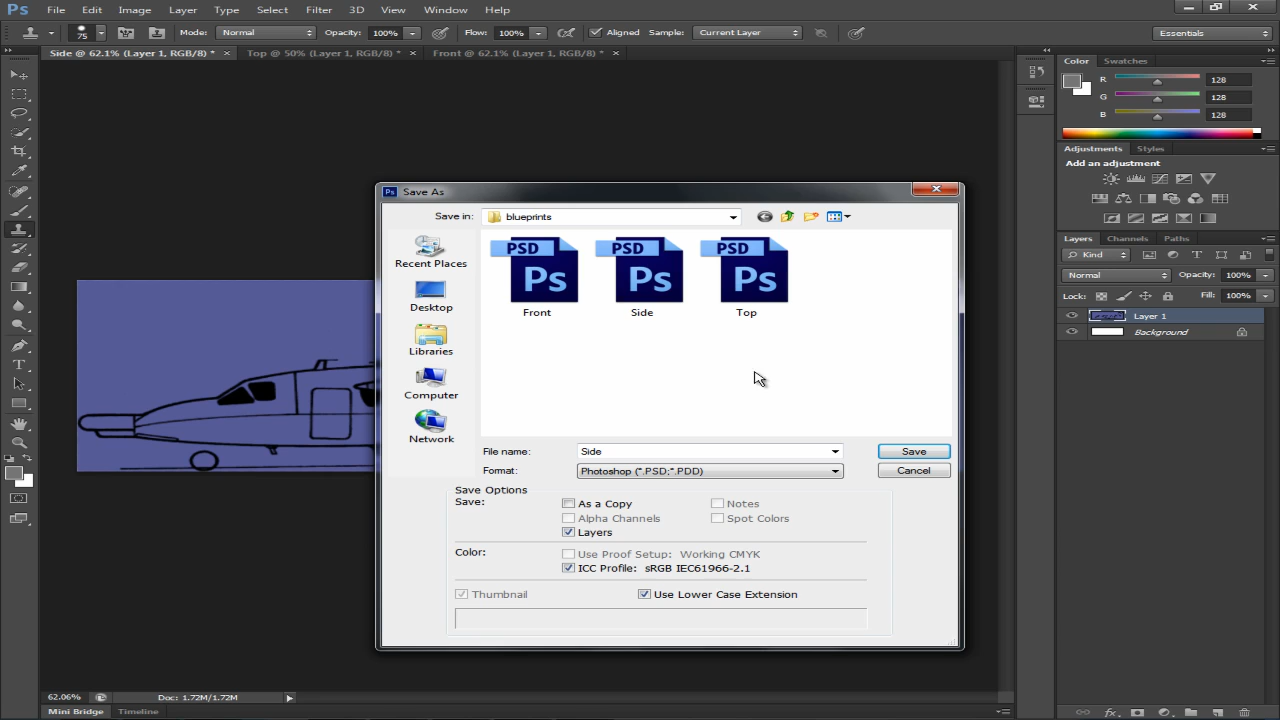 Ps File Edit Image Layer Type Select Filter 3D View Window Help
75 Mode: Normal Opacity: 100% Flow: 100% Aligned Sample: Current Layer Essentials
Side @ 62.1% (Layer 1, RGB/8) * × Top @ 50% (Layer 1, RGB/8) * × Front @ 62.1% (Layer 1, RGB/8) * ×
Color Swatches
R 128
G 128
B 128
Adjustments Styles
Add an adjustment
Layers Channels Paths
Kind
Normal Opacity: 100%
Lock: Fill: 100%
Layer 1
Background
Ps Save As
Save in: blueprints
Recent Places
Desktop
Libraries
Computer
Network
PSD PSD PSD
Ps Ps Ps
Front Side Top
File name: Side Save
Format: Photoshop (*.PSD;*.PDD) Cancel
Save Options
Save: As a Copy Notes
Alpha Channels Spot Colors
Layers
Color: Use Proof Setup: Working CMYK
ICC Profile: sRGB IEC61966-2.1
Thumbnail Use Lower Case Extension
62.06% Doc: 1.72M/1.72M
Mini Bridge Timeline
fx